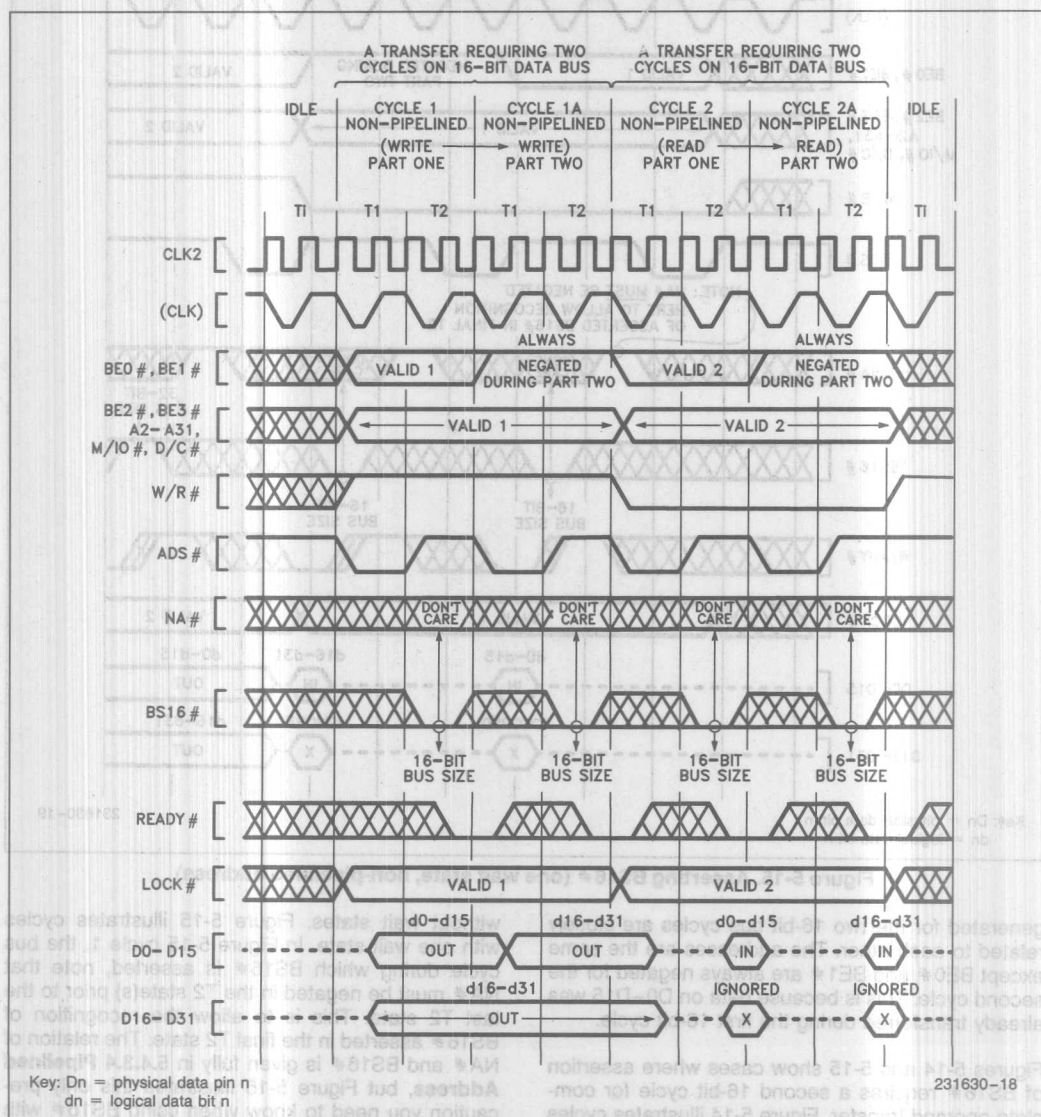 A TRANSFER REQUIRING TWO
CYCLES ON 16-BIT DATA BUS
A TRANSFER REQUIRING TWO
CYCLES ON 16-BIT DATA BUS
IDLE
CYCLE 1
NON-PIPELINED
(WRITE
PART ONE
CYCLE 1A
NON-PIPELINED
WRITE)
PART TWO
CYCLE 2
NON-PIPELINED
(READ
PART ONE
CYCLE 2A
NON-PIPELINED
READ)
PART TWO
IDLE
Ti T1 T2 T1 T2 T1 T2 T1 T2 Ti
CLK2
(CLK)
ALWAYS ALWAYS
BE0#,BE1# VALID 1 NEGATED VALID 2 NEGATED
DURING PART TWO DURING PART TWO
BE2#,BE3#
A2-A31,
M/IO#,D/C#
VALID 1 VALID 2
W/R#
ADS#
NA# DON'T DON'T DON'T DON'T
CARE CARE CARE CARE
BS16#
16-BIT 16-BIT 16-BIT 16-BIT
BUS SIZE BUS SIZE BUS SIZE BUS SIZE
READY#
LOCK# VALID 1 VALID 2
d0-d15 d16-d31 d0-d15 d16-d31
D0-D15 OUT OUT IN IN
d16-d31 IGNORED IGNORED
D16-D31 OUT X X
Key: Dn = physical data pin n
dn = logical data bit n
231630-18